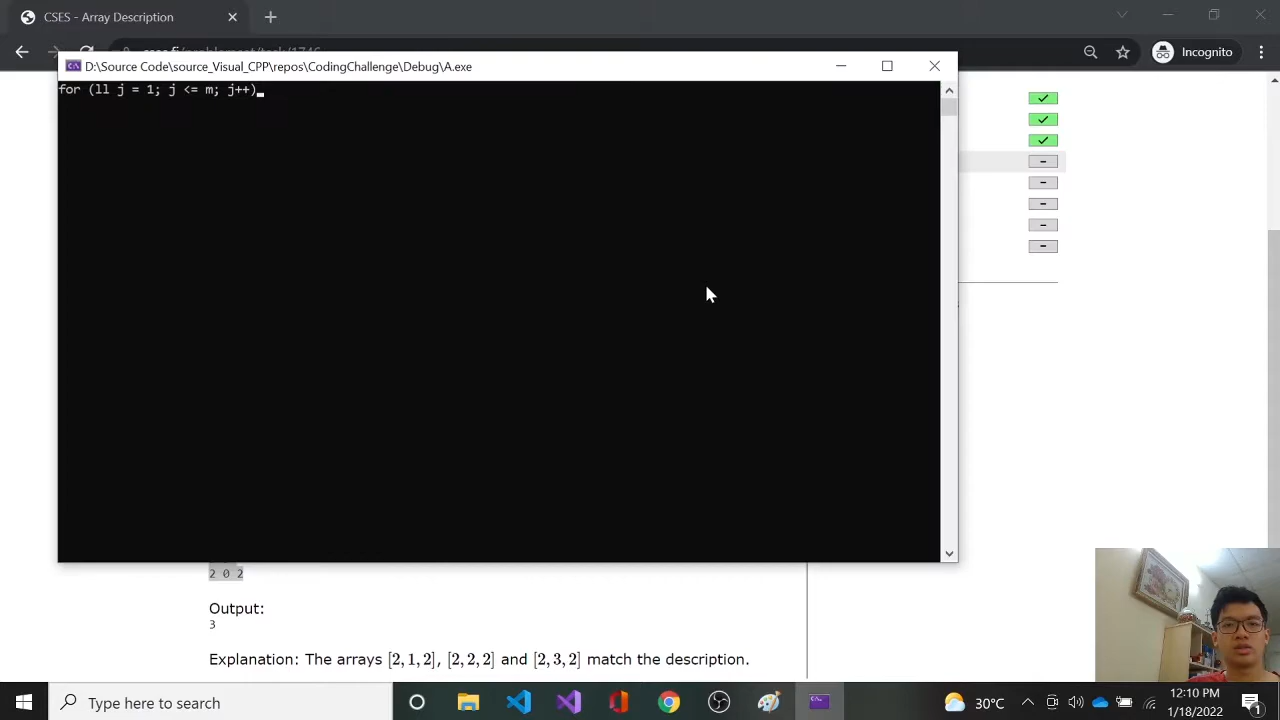 CSES - Array Description
Incognito
D:\Source Code\source_Visual_CPP\repos\CodingChallenge\Debug\A.exe
for (ll j = 1; j <= m; j++)
2 0 2
Output:
3
Explanation: The arrays [2,1,2], [2,2,2] and [2,3,2] match the description.
Type here to search
30°C
12:10 PM
1/18/2022
1